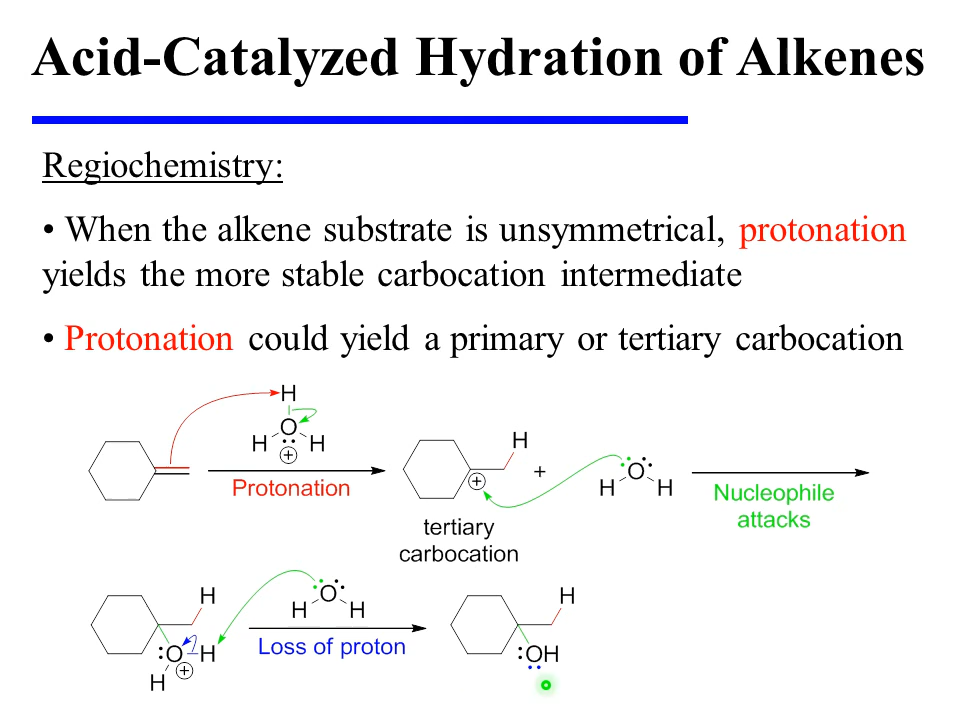 Acid-Catalyzed Hydration of Alkenes
Regiochemistry:
• When the alkene substrate is unsymmetrical, protonation
yields the more stable carbocation intermediate
• Protonation could yield a primary or tertiary carbocation
H
O
H H
+
Protonation
H
+
tertiary
carbocation
+
O
H H
Nucleophile
attacks
H
O H
+
H
O
H H
Loss of proton
H
OH